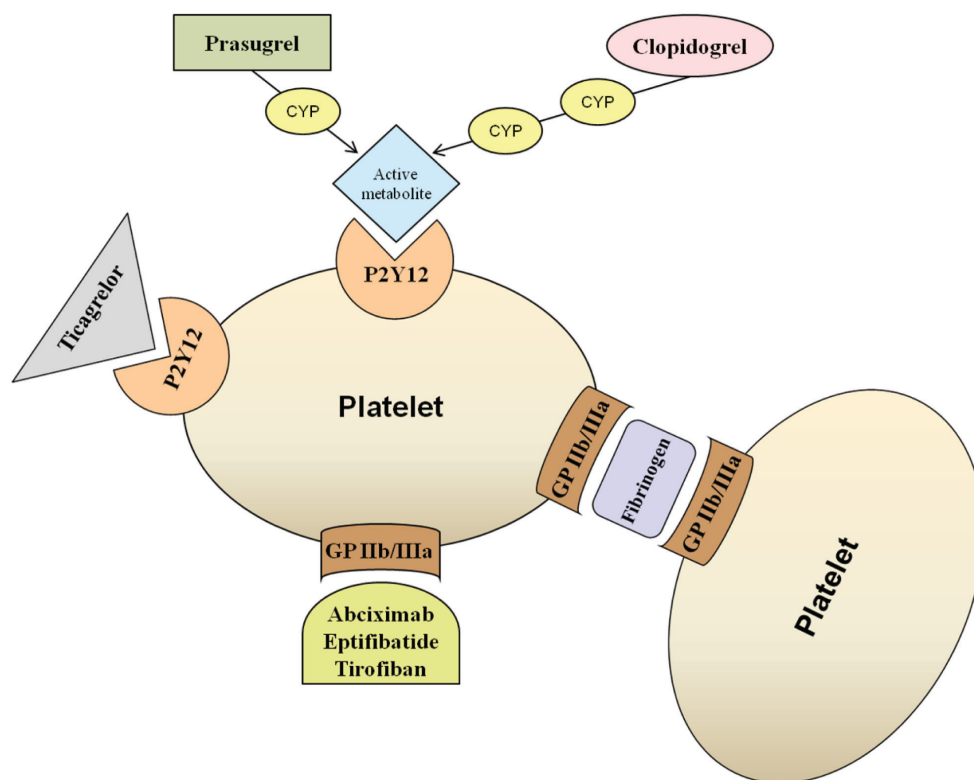 Prasugrel
Clopidogrel
CYP
CYP
CYP
Active
metabolite
P2Y12
Ticagrelor
P2Y12
Platelet
GP IIb/IIIa
Fibrinogen
GP IIb/IIIa
GP IIb/IIIa
Abciximab
Eptifibatide
Tirofiban
Platelet